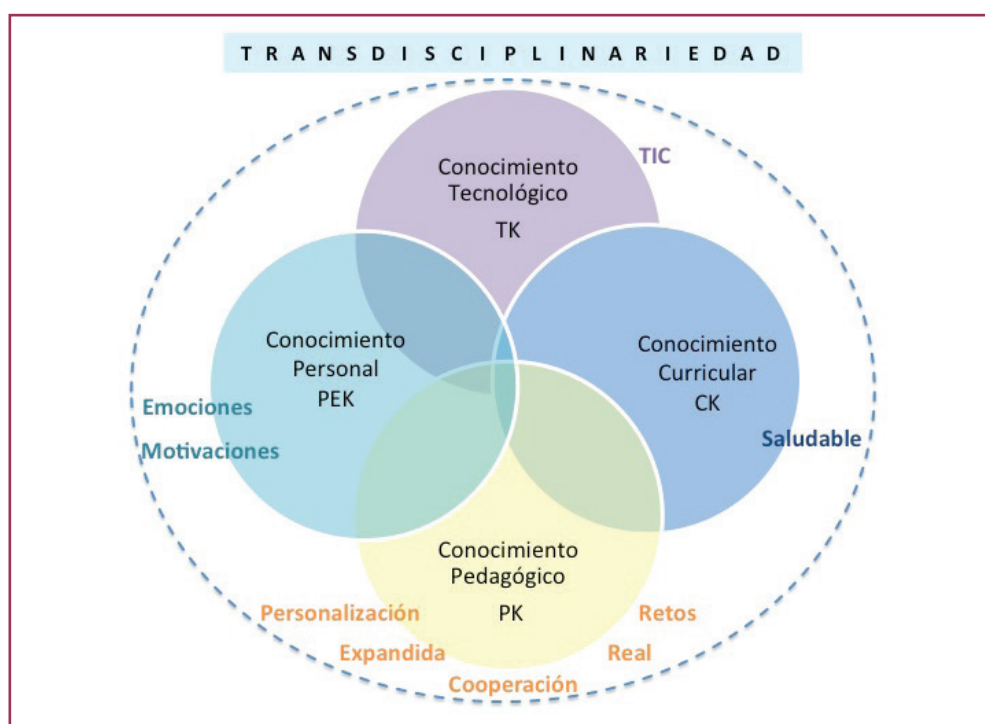 TRANSDISCIPLINARIEDAD
TIC
Conocimiento
Tecnológico
TK
Conocimiento
Personal
PEK
Conocimiento
Curricular
CK
Emociones
Motivaciones
Saludable
Conocimiento
Pedagógico
PK
Personalización
Retos
Expandida
Real
Cooperación